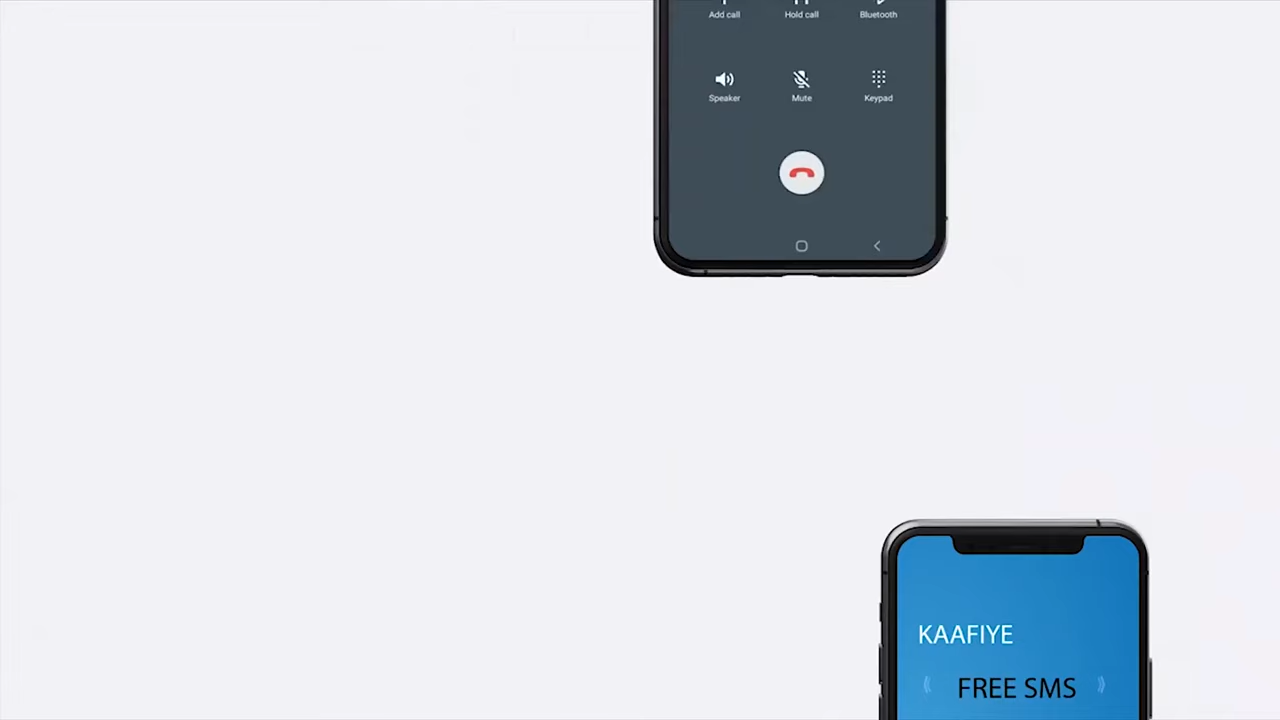 Add call Hold call Bluetooth
Speaker Mute Keypad
KAAFIYE
FREE SMS